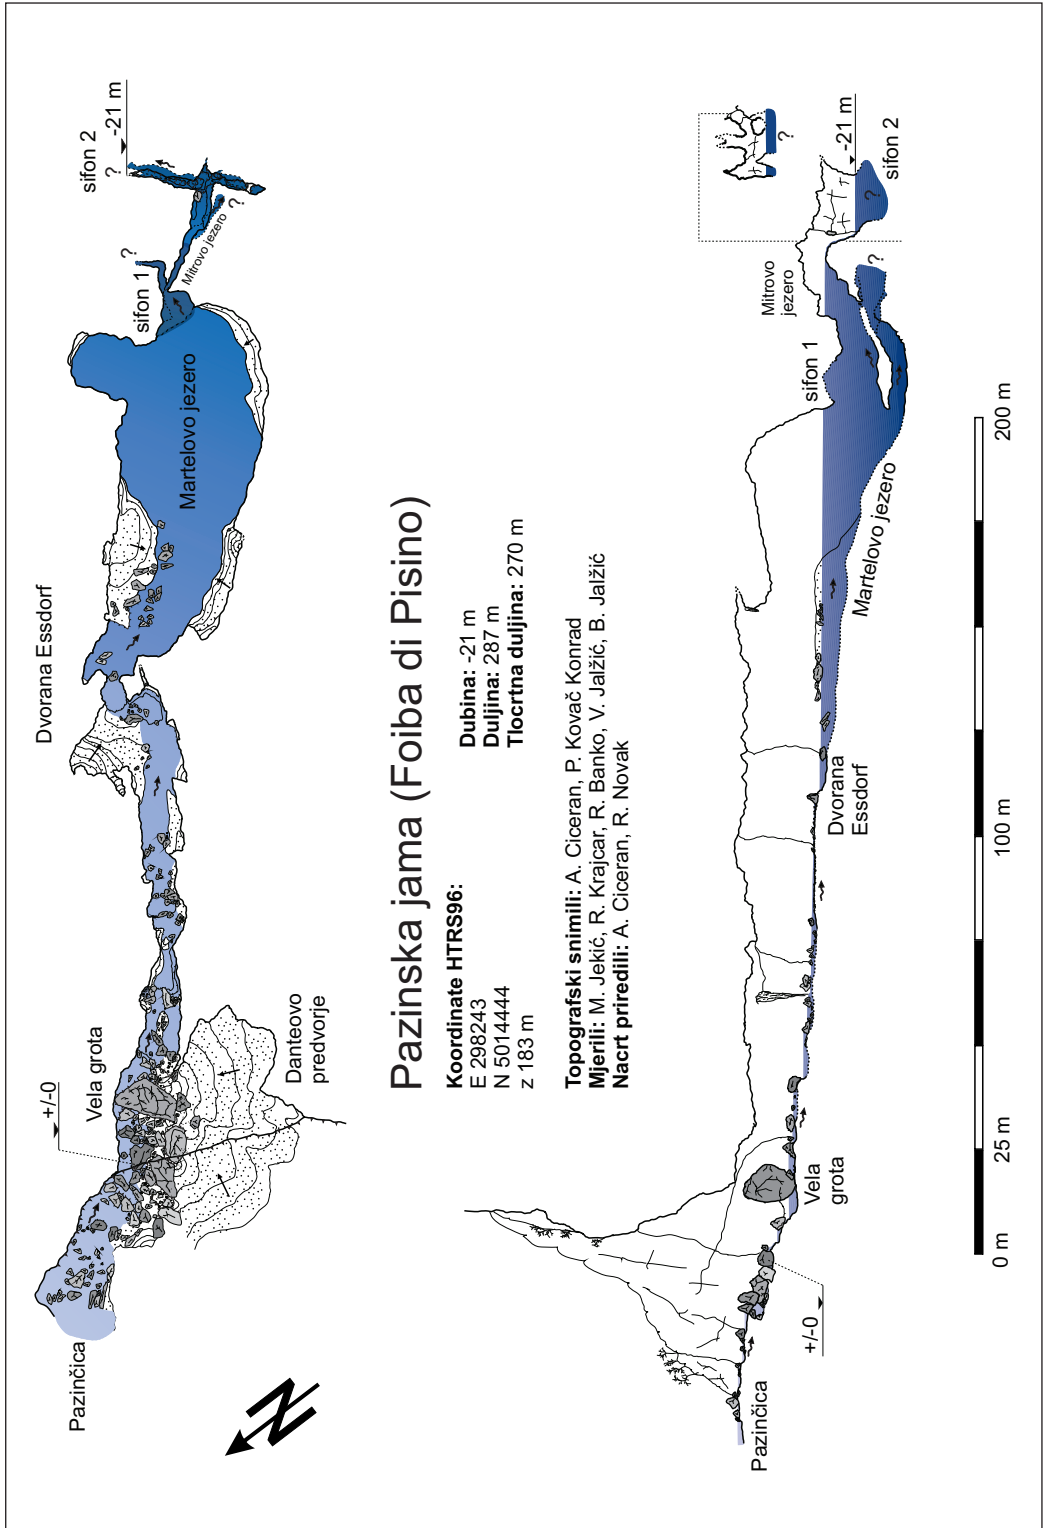 Pazinčica
+/-0
Vela grota
Danteovo
predvorje
Dvorana Essdorf
Martelovo jezero
sifon 1
?
Mitrovo jezero
?
sifon 2
?
-21 m
N
Pazinska jama (Foiba di Pisino)
Koordinate HTRS96:
E 298243
N 5014444
z 183 m
Dubina: -21 m
Duljina: 287 m
Tlocrtna duljina: 270 m
Topografski snimili: A. Ciceran, P. Kovač Konrad
Mjerili: M. Jekić, R. Krajcar, R. Banko, V. Jalžić, B. Jalžić
Nacrt priredili: A. Ciceran, R. Novak
Pazinčica
+/-0
Vela
grota
Dvorana
Essdorf
Martelovo jezero
sifon 1
Mitrovo
jezero
?
?
?
-21 m
sifon 2
0 m
25 m
100 m
200 m